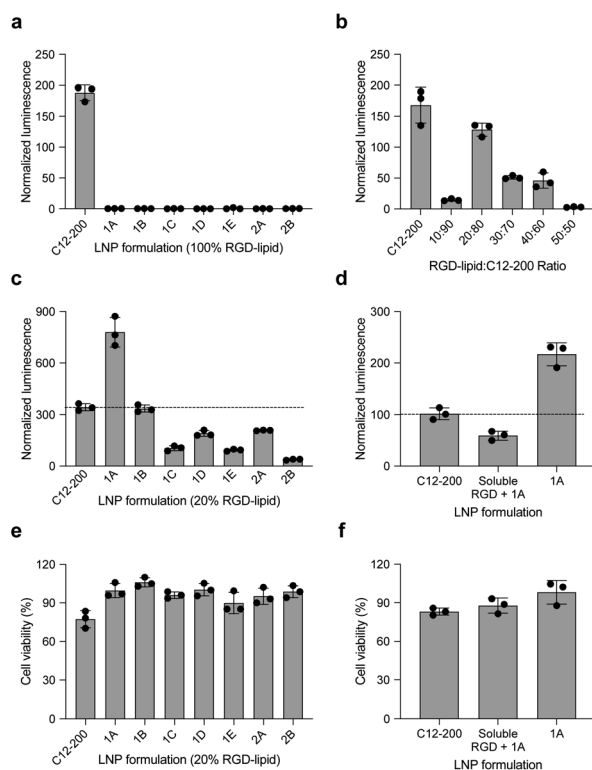 a
Normalized luminescence
250
200
150
100
50
0
C12-200
1A
1B
1C
1D
1E
2A
2B
LNP formulation (100% RGD-lipid)
b
Normalized luminescence
250
200
150
100
50
0
C12-200
10:90
20:80
30:70
40:60
50:50
RGD-lipid:C12-200 Ratio
c
Normalized luminescence
900
600
300
0
C12-200
1A
1B
1C
1D
1E
2A
2B
LNP formulation (20% RGD-lipid)
d
Normalized luminescence
300
200
100
0
C12-200
Soluble
RGD + 1A
1A
LNP formulation
e
Cell viability (%)
120
90
60
30
0
C12-200
1A
1B
1C
1D
1E
2A
2B
LNP formulation (20% RGD-lipid)
f
Cell viability (%)
120
90
60
30
0
C12-200
Soluble
RGD + 1A
1A
LNP formulation